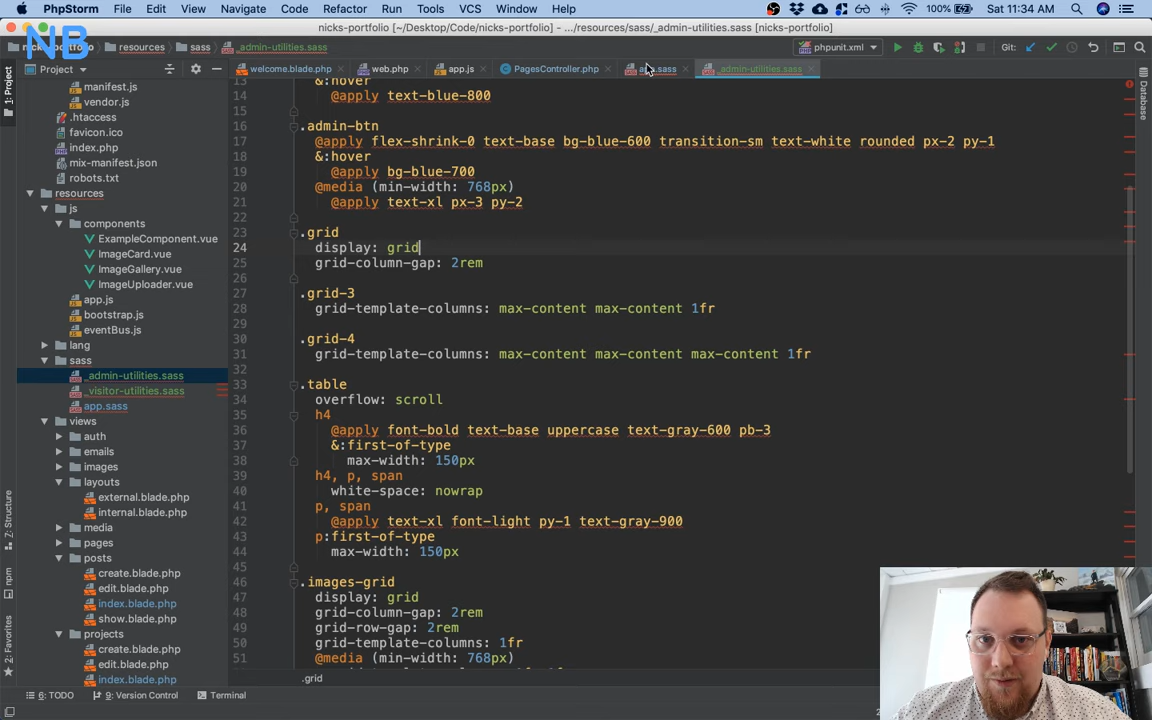 PhpStorm File Edit View Navigate Code Refactor Run Tools VCS Window Help 100% Sat 11:34 AM
nicks-portfolio [~/Desktop/Code/nicks-portfolio] - .../resources/sass/_admin-utilities.sass [nicks-portfolio]
NB
resources sass _admin-utilities.sass phpunit.xml Git:
Project welcome.blade.php web.php app.js PagesController.php _admin-utilities.sass
1: Project
Database
manifest.js
vendor.js
.htaccess
favicon.ico
index.php
mix-manifest.json
robots.txt
resources
js
components
ExampleComponent.vue
ImageCard.vue
ImageGallery.vue
ImageUploader.vue
app.js
bootstrap.js
eventBus.js
lang
sass
_admin-utilities.sass
_visitor-utilities.sass
app.sass
views
auth
emails
images
layouts
external.blade.php
internal.blade.php
media
pages
posts
create.blade.php
edit.blade.php
index.blade.php
show.blade.php
projects
create.blade.php
edit.blade.php
index.blade.php
7: Structure
npm
2: Favorites
13 &:hover
14 @apply text-blue-800
15
16 .admin-btn
17 @apply flex-shrink-0 text-base bg-blue-600 transition-sm text-white rounded px-2 py-1
18 &:hover
19 @apply bg-blue-700
20 @media (min-width: 768px)
21 @apply text-xl px-3 py-2
22
23 .grid
24 display: grid
25 grid-column-gap: 2rem
26
27 .grid-3
28 grid-template-columns: max-content max-content 1fr
29
30 .grid-4
31 grid-template-columns: max-content max-content max-content 1fr
32
33 .table
34 overflow: scroll
35 h4
36 @apply font-bold text-base uppercase text-gray-600 pb-3
37 &:first-of-type
38 max-width: 150px
39 h4, p, span
40 white-space: nowrap
41 p, span
42 @apply text-xl font-light py-1 text-gray-900
43 p:first-of-type
44 max-width: 150px
45
46 .images-grid
47 display: grid
48 grid-column-gap: 2rem
49 grid-row-gap: 2rem
50 grid-template-columns: 1fr
51 @media (min-width: 768px)
.grid
6: TODO 9: Version Control Terminal